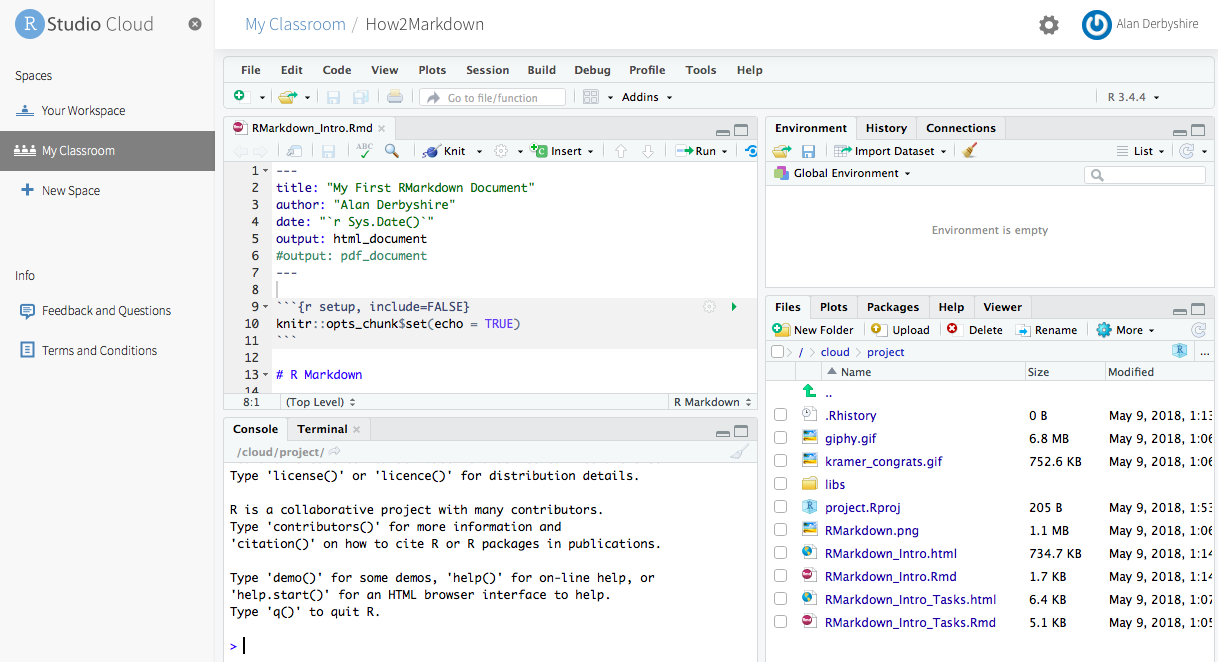 R Studio Cloud
My Classroom / How2Markdown
Alan Derbyshire
Spaces
Your Workspace
My Classroom
New Space
Info
Feedback and Questions
Terms and Conditions
File Edit Code View Plots Session Build Debug Profile Tools Help
Go to file/function
Addins
R 3.4.4
RMarkdown_Intro.Rmd
ABC Knit Insert Run
1 ---
2 title: "My First RMarkdown Document"
3 author: "Alan Derbyshire"
4 date: "`r Sys.Date()`"
5 output: html_document
6 #output: pdf_document
7 ---
8
9 ```{r setup, include=FALSE}
10 knitr::opts_chunk$set(echo = TRUE)
11 ```
12
13 # R Markdown
14
8:1 (Top Level) R Markdown
Console Terminal
/cloud/project/
Type 'license()' or 'licence()' for distribution details.
R is a collaborative project with many contributors.
Type 'contributors()' for more information and
'citation()' on how to cite R or R packages in publications.
Type 'demo()' for some demos, 'help()' for on-line help, or
'help.start()' for an HTML browser interface to help.
Type 'q()' to quit R.
>
Environment History Connections
Import Dataset List
Global Environment
Environment is empty
Files Plots Packages Help Viewer
New Folder Upload Delete Rename More
/ cloud project R ...
Name Size Modified
..
.Rhistory 0 B May 9, 2018, 1:13
giphy.gif 6.8 MB May 9, 2018, 1:06
kramer_congrats.gif 752.6 KB May 9, 2018, 1:06
libs
project.Rproj 205 B May 9, 2018, 1:53
RMarkdown.png 1.1 MB May 9, 2018, 1:06
RMarkdown_Intro.html 734.7 KB May 9, 2018, 1:14
RMarkdown_Intro.Rmd 1.7 KB May 9, 2018, 1:14
RMarkdown_Intro_Tasks.html 6.4 KB May 9, 2018, 1:07
RMarkdown_Intro_Tasks.Rmd 5.1 KB May 9, 2018, 1:05